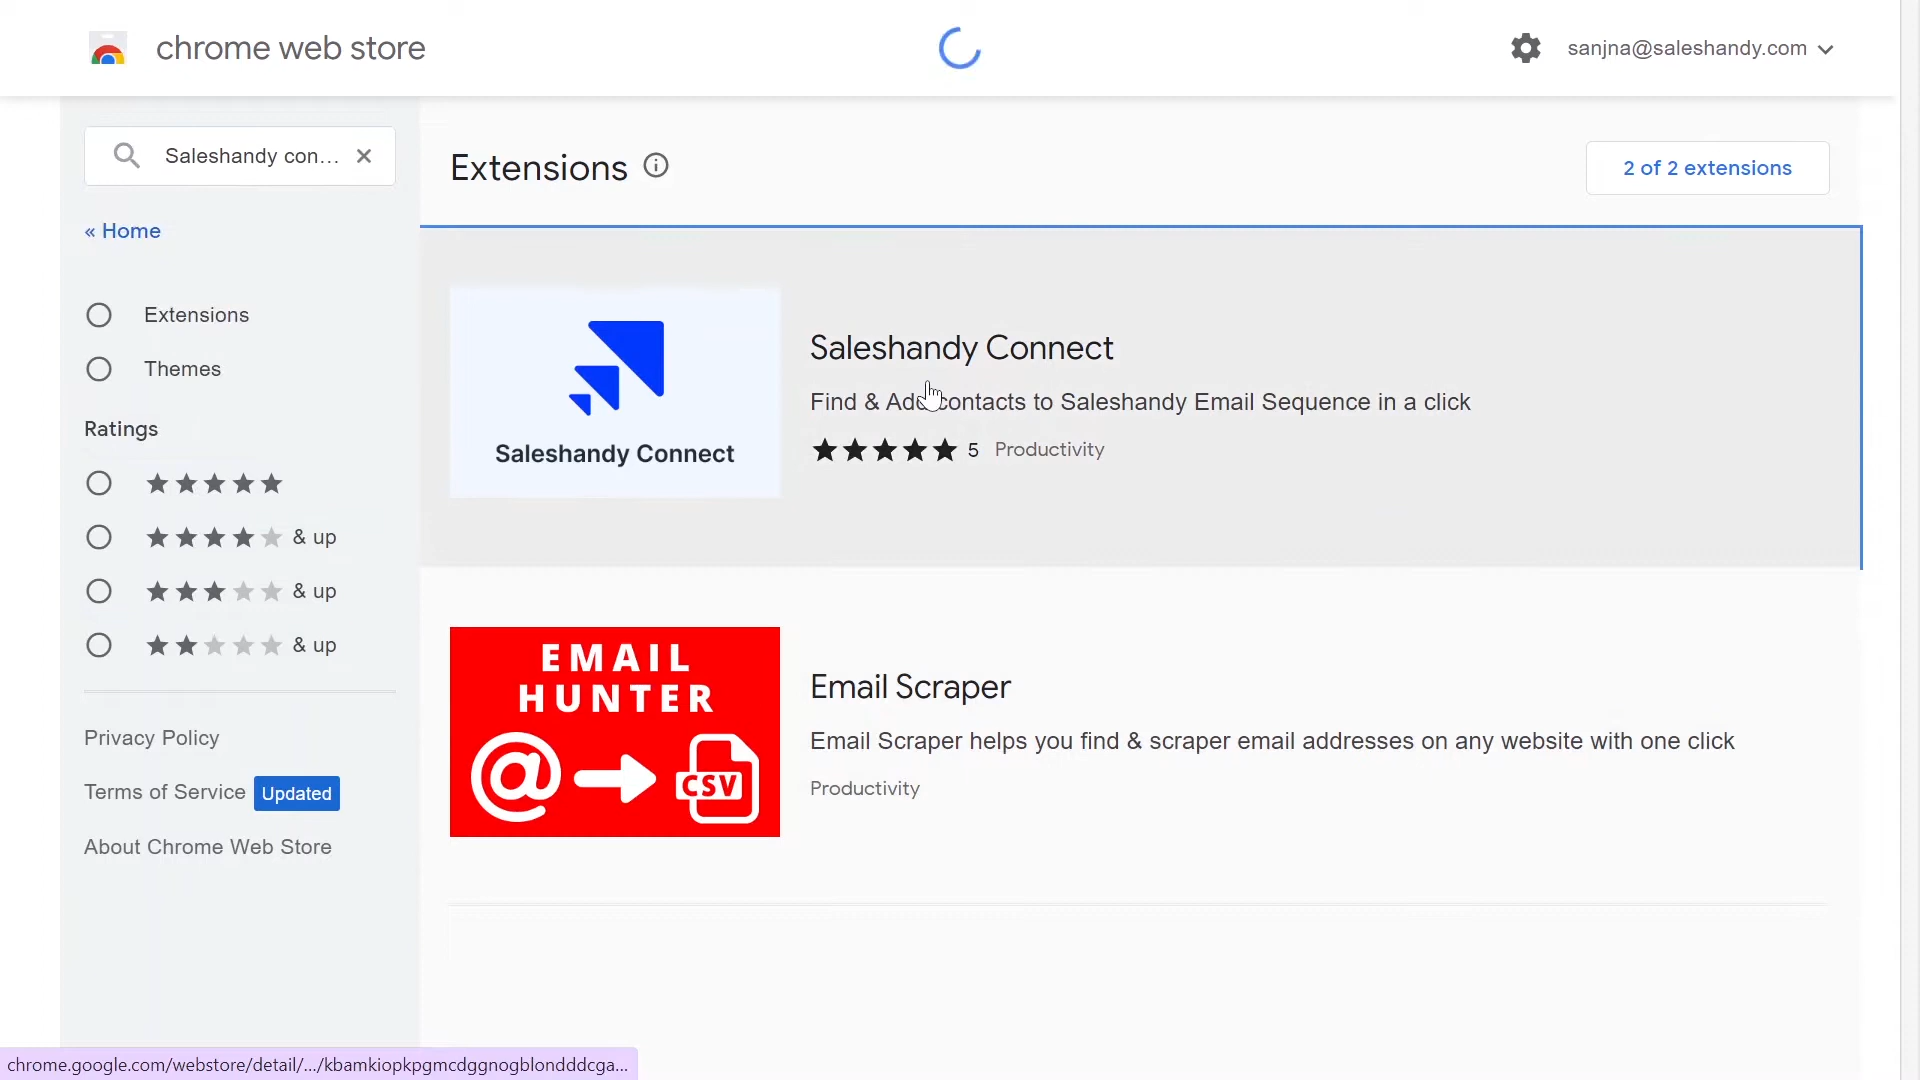 chrome web store
sanjna@saleshandy.com
Saleshandy con...
« Home
Extensions
Themes
Ratings
& up
& up
& up
Privacy Policy
Terms of Service Updated
About Chrome Web Store
Extensions
2 of 2 extensions
Saleshandy Connect
Saleshandy Connect
Find & Add contacts to Saleshandy Email Sequence in a click
5 Productivity
EMAIL
HUNTER
@
CSV
Email Scraper
Email Scraper helps you find & scraper email addresses on any website with one click
Productivity
chrome.google.com/webstore/detail/.../kbamkiopkpgmcdggnogblondddcga...